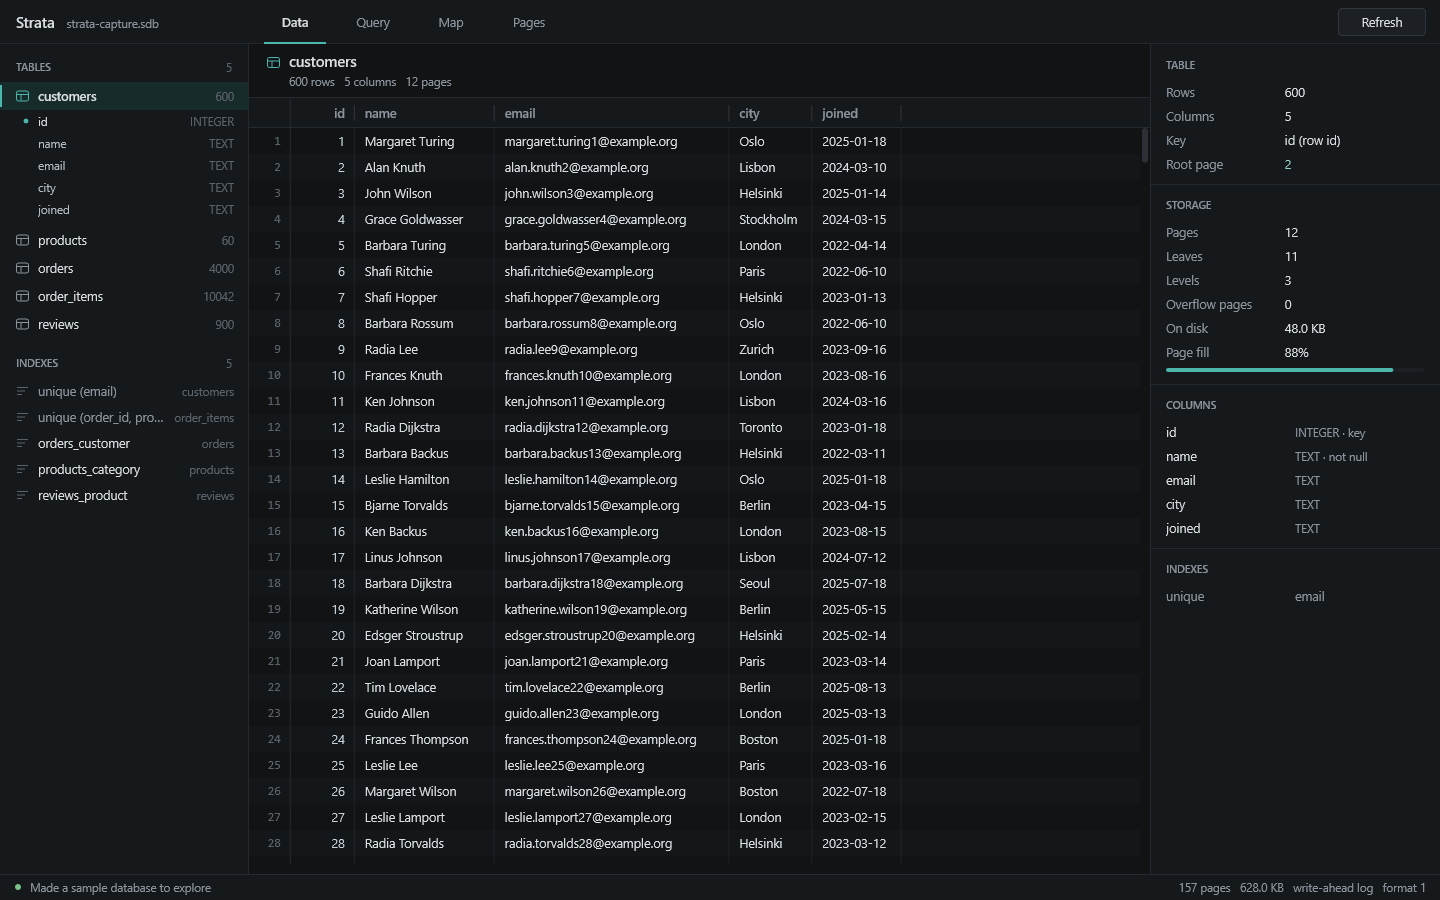 Strata strata-capture.sdb Data Query Map Pages Refresh
TABLES 5
customers 600
id INTEGER
name TEXT
email TEXT
city TEXT
joined TEXT
products 60
orders 4000
order_items 10042
reviews 900
INDEXES 5
unique (email) customers
unique (order_id, pro... order_items
orders_customer orders
products_category products
reviews_product reviews
customers
600 rows 5 columns 12 pages
id name email city joined
1 1 Margaret Turing margaret.turing1@example.org Oslo 2025-01-18
2 2 Alan Knuth alan.knuth2@example.org Lisbon 2024-03-10
3 3 John Wilson john.wilson3@example.org Helsinki 2025-01-14
4 4 Grace Goldwasser grace.goldwasser4@example.org Stockholm 2024-03-15
5 5 Barbara Turing barbara.turing5@example.org London 2022-04-14
6 6 Shafi Ritchie shafi.ritchie6@example.org Paris 2022-06-10
7 7 Shafi Hopper shafi.hopper7@example.org Helsinki 2023-01-13
8 8 Barbara Rossum barbara.rossum8@example.org Oslo 2022-06-10
9 9 Radia Lee radia.lee9@example.org Zurich 2023-09-16
10 10 Frances Knuth frances.knuth10@example.org London 2023-08-16
11 11 Ken Johnson ken.johnson11@example.org Lisbon 2024-03-16
12 12 Radia Dijkstra radia.dijkstra12@example.org Toronto 2023-01-18
13 13 Barbara Backus barbara.backus13@example.org Helsinki 2022-03-11
14 14 Leslie Hamilton leslie.hamilton14@example.org Oslo 2025-01-18
15 15 Bjarne Torvalds bjarne.torvalds15@example.org Berlin 2023-04-15
16 16 Ken Backus ken.backus16@example.org London 2023-08-15
17 17 Linus Johnson linus.johnson17@example.org Lisbon 2024-07-12
18 18 Barbara Dijkstra barbara.dijkstra18@example.org Seoul 2025-07-18
19 19 Katherine Wilson katherine.wilson19@example.org Berlin 2025-05-15
20 20 Edsger Stroustrup edsger.stroustrup20@example.org Helsinki 2025-02-14
21 21 Joan Lamport joan.lamport21@example.org Paris 2023-03-14
22 22 Tim Lovelace tim.lovelace22@example.org Berlin 2025-08-13
23 23 Guido Allen guido.allen23@example.org London 2025-03-13
24 24 Frances Thompson frances.thompson24@example.org Boston 2025-01-18
25 25 Leslie Lee leslie.lee25@example.org Paris 2023-03-16
26 26 Margaret Wilson margaret.wilson26@example.org Boston 2022-07-18
27 27 Leslie Lamport leslie.lamport27@example.org London 2023-02-15
28 28 Radia Torvalds radia.torvalds28@example.org Helsinki 2023-03-12
TABLE
Rows 600
Columns 5
Key id (row id)
Root page 2
STORAGE
Pages 12
Leaves 11
Levels 3
Overflow pages 0
On disk 48.0 KB
Page fill 88%
COLUMNS
id INTEGER · key
name TEXT · not null
email TEXT
city TEXT
joined TEXT
INDEXES
unique email
Made a sample database to explore 157 pages 628.0 KB write-ahead log format 1